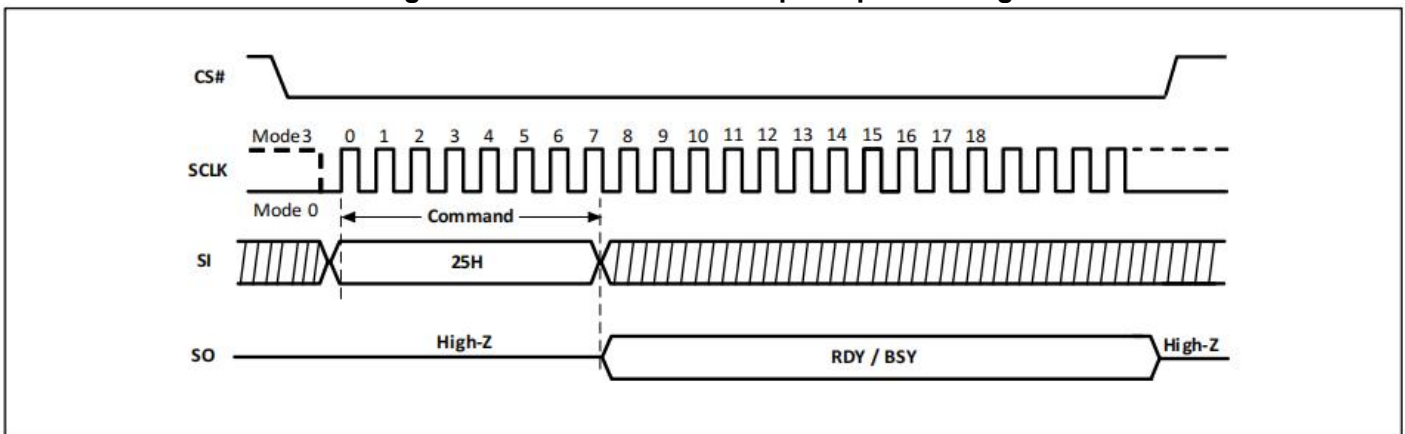 CS#
Mode 3 0 1 2 3 4 5 6 7 8 9 10 11 12 13 14 15 16 17 18
SCLK
Mode 0 Command
SI 25H
High-Z
SO RDY / BSY High-Z